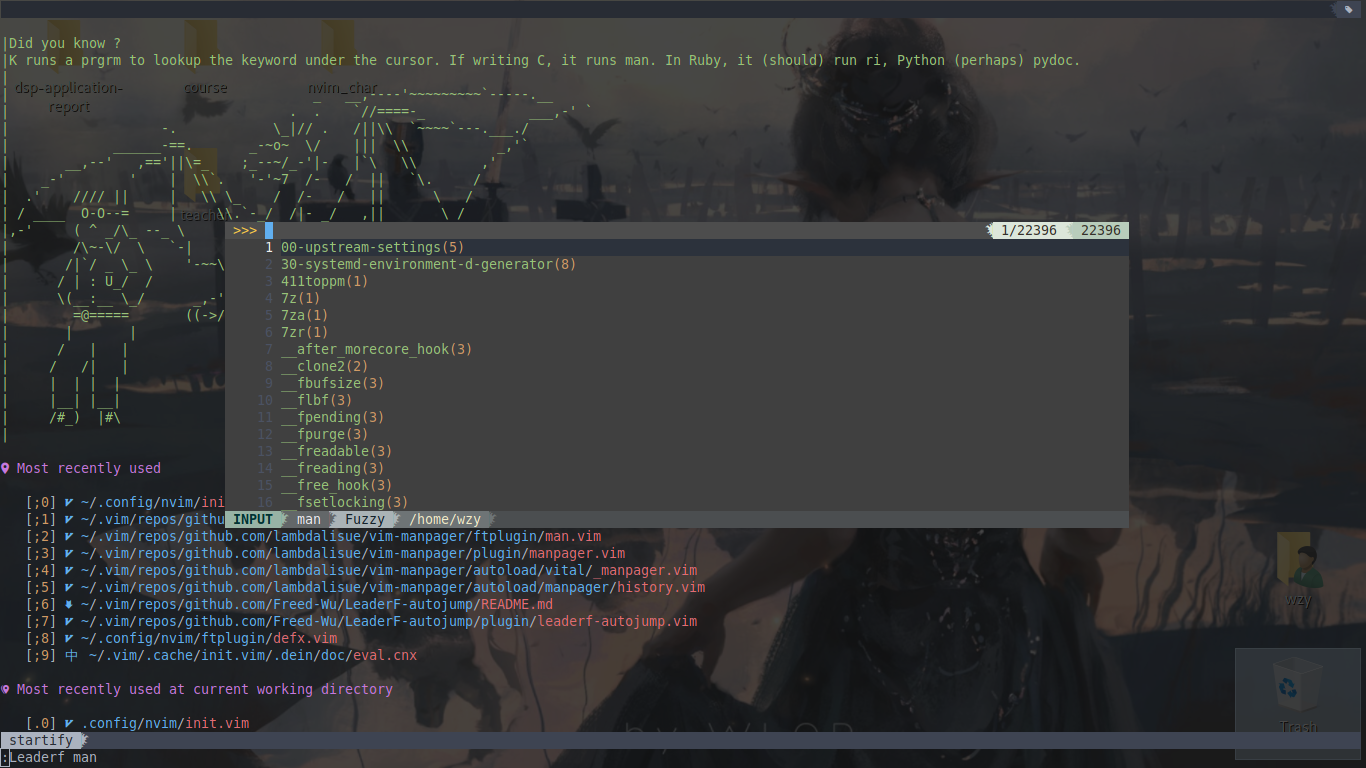 |Did you know ?
|K runs a prgrm to lookup the keyword under the cursor. If writing C, it runs man. In Ruby, it (should) run ri, Python (perhaps) pydoc.
dsp-application-report
course
nvim_char
>>> 1/22396 22396
1 00-upstream-settings(5)
2 30-systemd-environment-d-generator(8)
3 411toppm(1)
4 7z(1)
5 7za(1)
6 7zr(1)
7 __after_morecore_hook(3)
8 __clone2(2)
9 __fbufsize(3)
10 __flbf(3)
11 __fpending(3)
12 __fpurge(3)
13 __freadable(3)
14 __freading(3)
15 __free_hook(3)
16 __fsetlocking(3)
INPUT man Fuzzy /home/wzy
Most recently used
[;0] ~/.config/nvim/ini
[;1] ~/.vim/repos/githu
[;2] ~/.vim/repos/github.com/lambdalisue/vim-manpager/ftplugin/man.vim
[;3] ~/.vim/repos/github.com/lambdalisue/vim-manpager/plugin/manpager.vim
[;4] ~/.vim/repos/github.com/lambdalisue/vim-manpager/autoload/vital/_manpager.vim
[;5] ~/.vim/repos/github.com/lambdalisue/vim-manpager/autoload/manpager/history.vim
[;6] ~/.vim/repos/github.com/Freed-Wu/LeaderF-autojump/README.md
[;7] ~/.vim/repos/github.com/Freed-Wu/LeaderF-autojump/plugin/leaderf-autojump.vim
[;8] ~/.config/nvim/ftplugin/defx.vim
[;9] 中 ~/.vim/.cache/init.vim/.dein/doc/eval.cnx
Most recently used at current working directory
[.0] .config/nvim/init.vim
wzy
Trash
startify
:Leaderf man